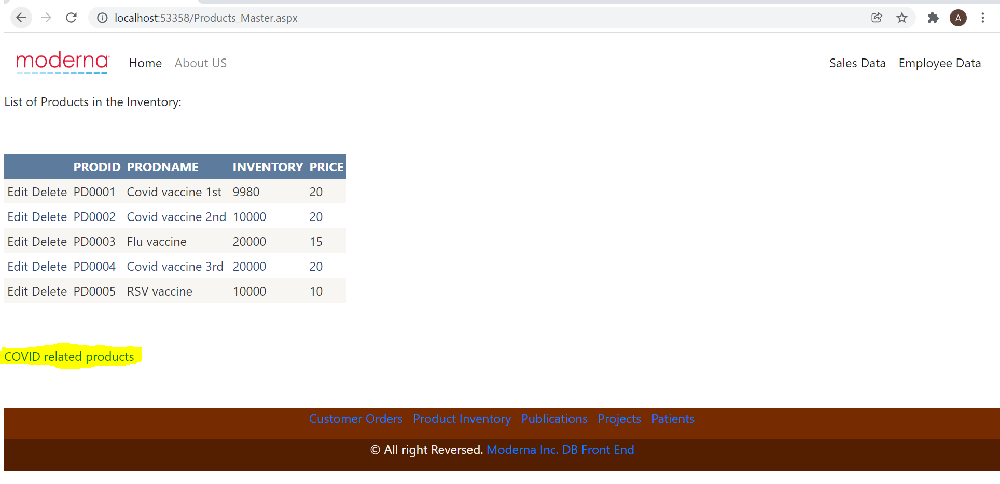 localhost:53358/Products_Master.aspx
A
moderna Home About US Sales Data Employee Data
List of Products in the Inventory:
PRODID PRODNAME INVENTORY PRICE
Edit Delete PD0001 Covid vaccine 1st 9980 20
Edit Delete PD0002 Covid vaccine 2nd 10000 20
Edit Delete PD0003 Flu vaccine 20000 15
Edit Delete PD0004 Covid vaccine 3rd 20000 20
Edit Delete PD0005 RSV vaccine 10000 10
COVID related products
Customer Orders Product Inventory Publications Projects Patients
© All right Reversed. Moderna Inc. DB Front End